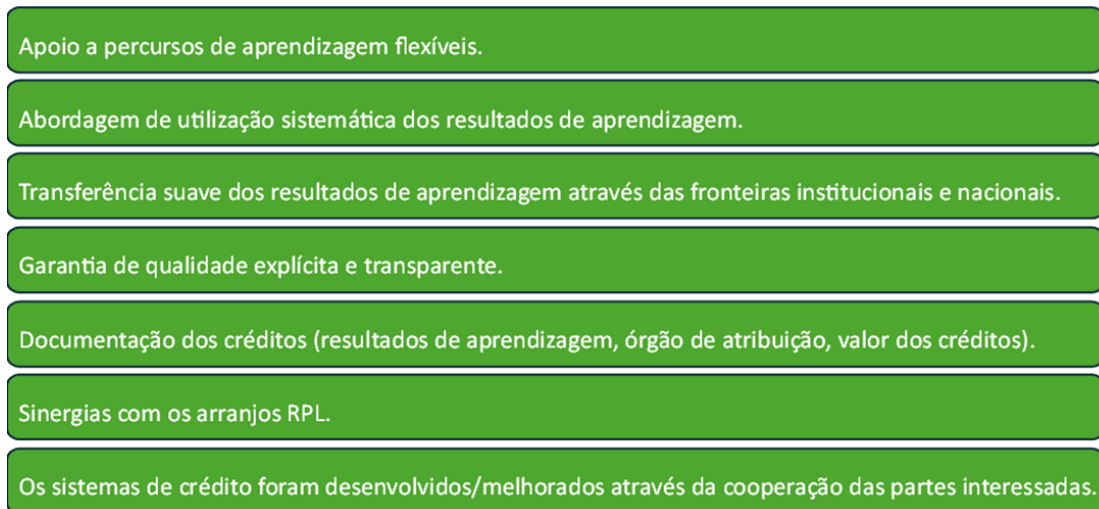 Apoio a percursos de aprendizagem flexíveis.
Abordagem de utilização sistemática dos resultados de aprendizagem.
Transferência suave dos resultados de aprendizagem através das fronteiras institucionais e nacionais.
Garantia de qualidade explícita e transparente.
Documentação dos créditos (resultados de aprendizagem, órgão de atribuição, valor dos créditos).
Sinergias com os arranjos RPL.
Os sistemas de crédito foram desenvolvidos/melhorados através da cooperação das partes interessadas.